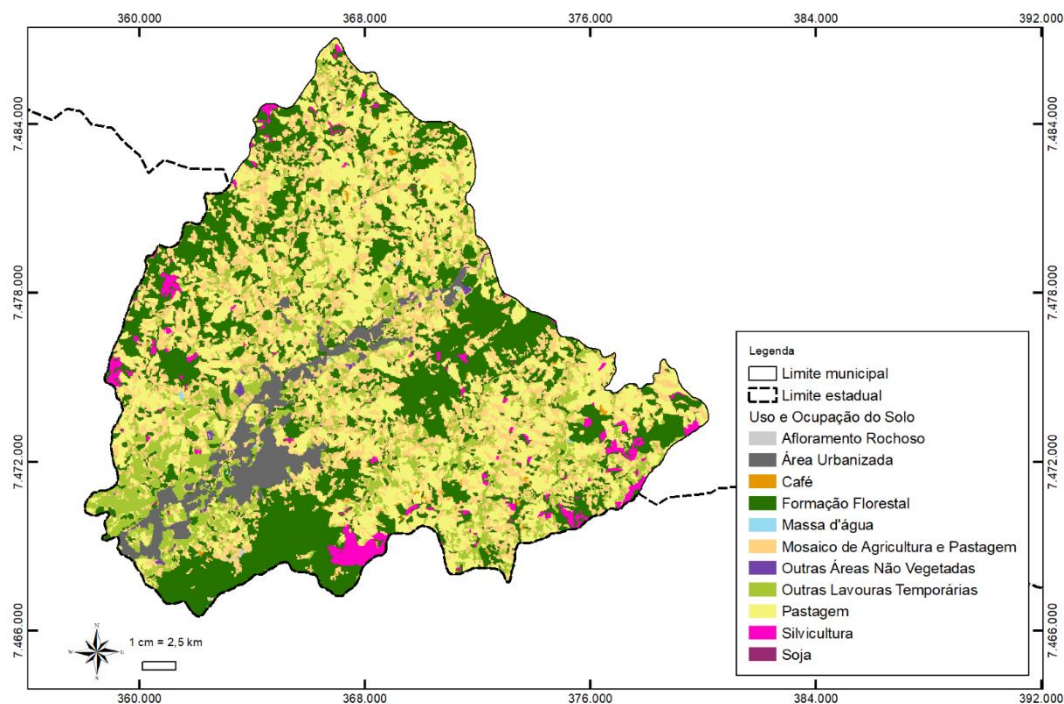 360.000 368.000 376.000 384.000 392.000
7.484.000 7.484.000
7.478.000 7.478.000
7.472.000 7.472.000
7.466.000 7.466.000
Legenda
Limite municipal
Limite estadual
Uso e Ocupação do Solo
Afloramento Rochoso
Área Urbanizada
Café
Formação Florestal
Massa d'água
Mosaico de Agricultura e Pastagem
Outras Áreas Não Vegetadas
Outras Lavouras Temporárias
Pastagem
Silvicultura
Soja
N
W E
S
1 cm = 2,5 km
360.000 368.000 376.000 384.000 392.000